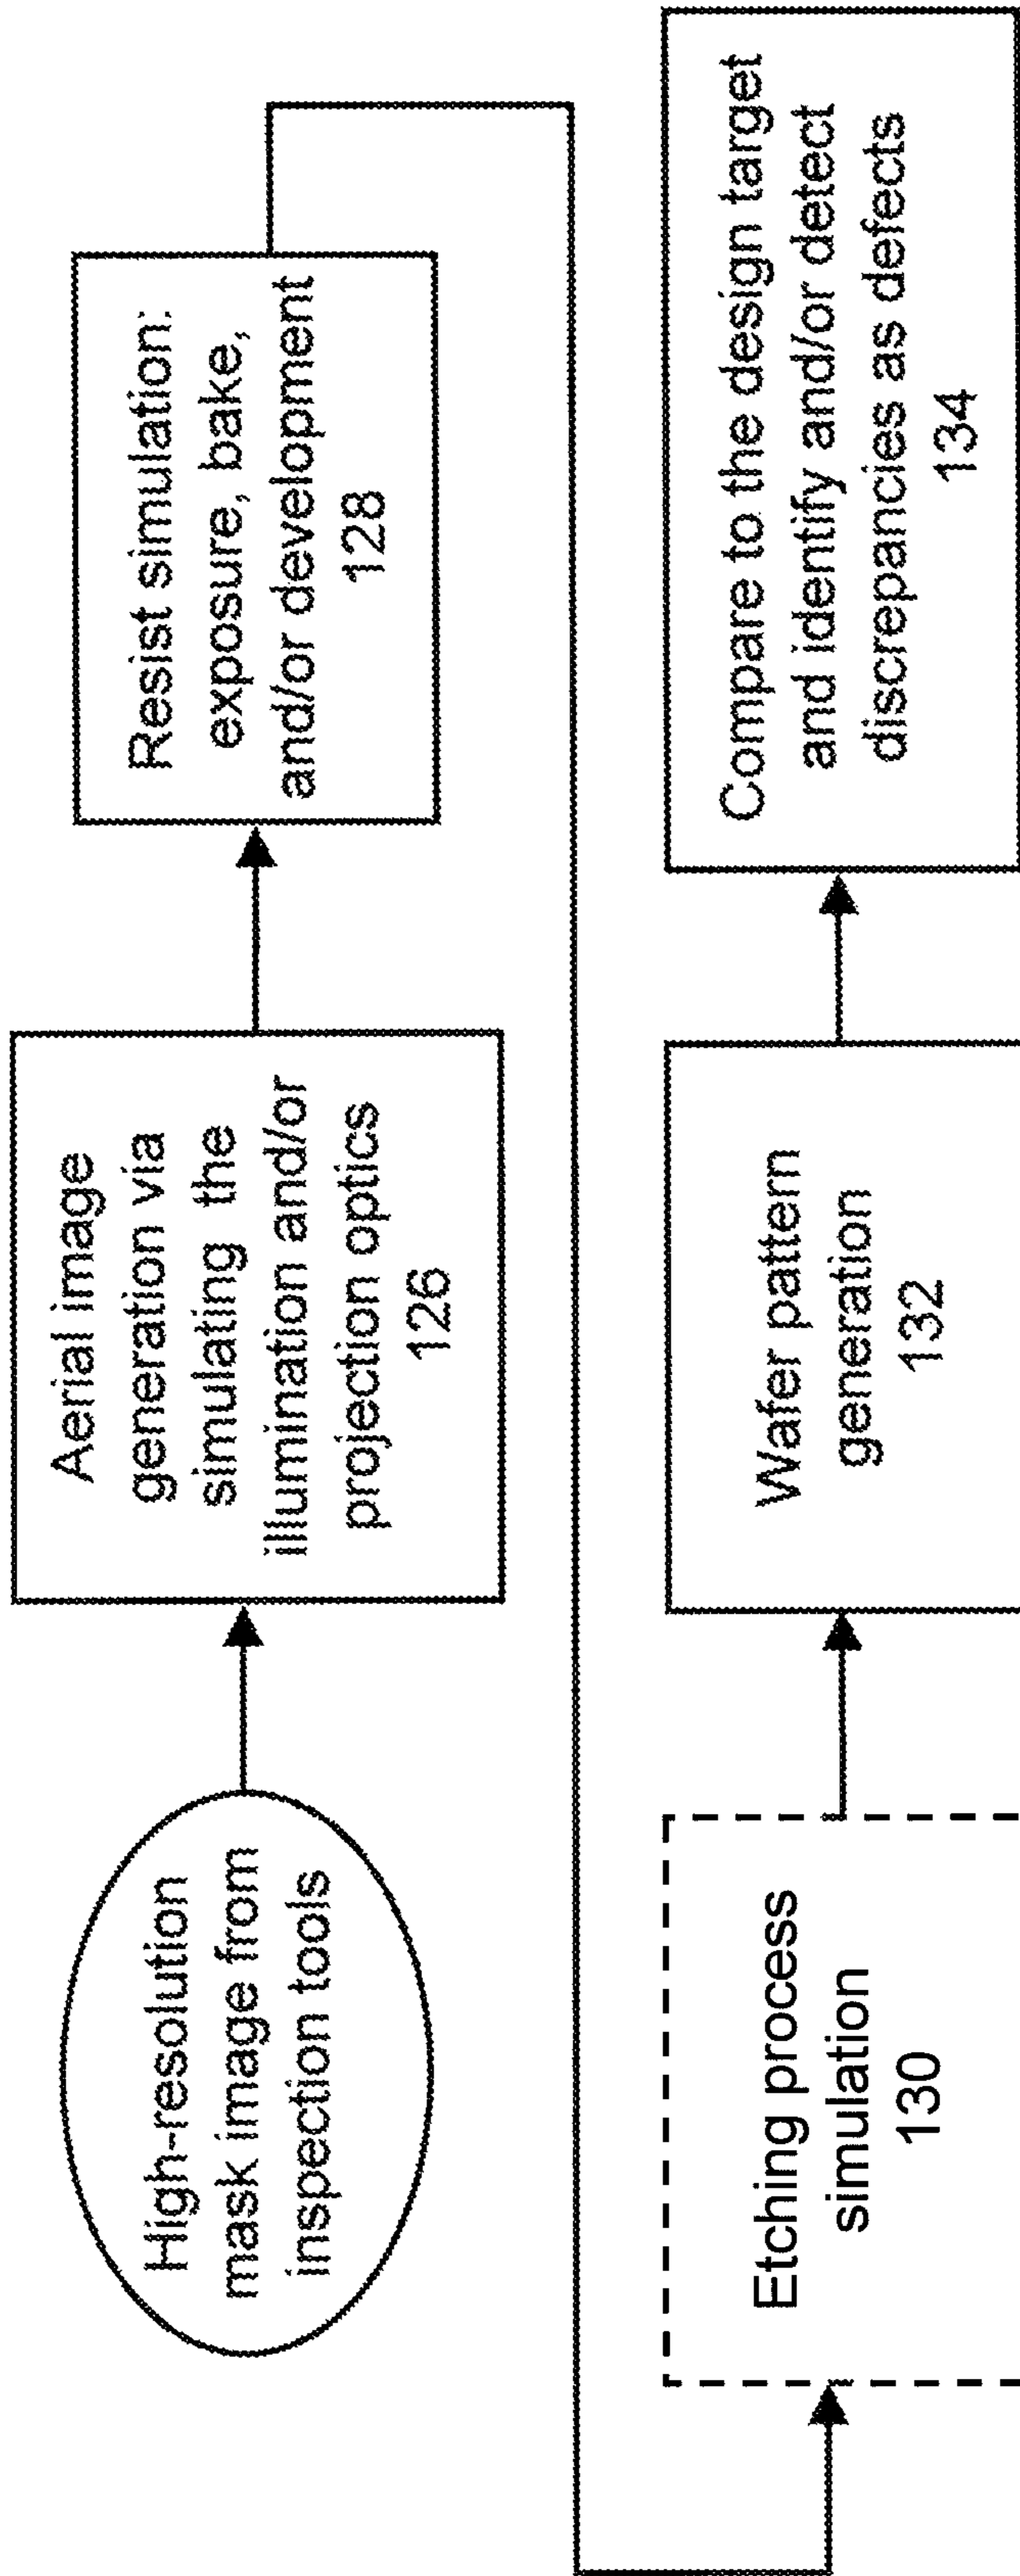 High-resolution
mask image from
inspection tools
Aerial image
generation via
simulating the
illumination and/or
projection optics
126
Resist simulation:
exposure, bake,
and/or development
128
Etching process
simulation
130
Wafer pattern
generation
132
Compare to the design target
and identify and/or detect
discrepancies as defects
134